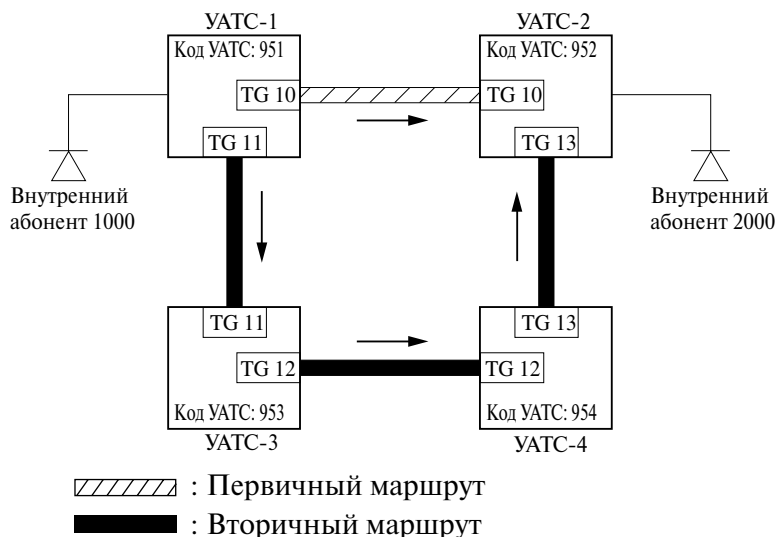 УАТС-1
УАТС-2
Код УАТС: 951
Код УАТС: 952
TG 10
TG 10
TG 11
TG 13
Внутренний
абонент 1000
Внутренний
абонент 2000
TG 11
TG 13
TG 12
TG 12
Код УАТС: 953
Код УАТС: 954
УАТС-3
УАТС-4
: Первичный маршрут
: Вторичный маршрут